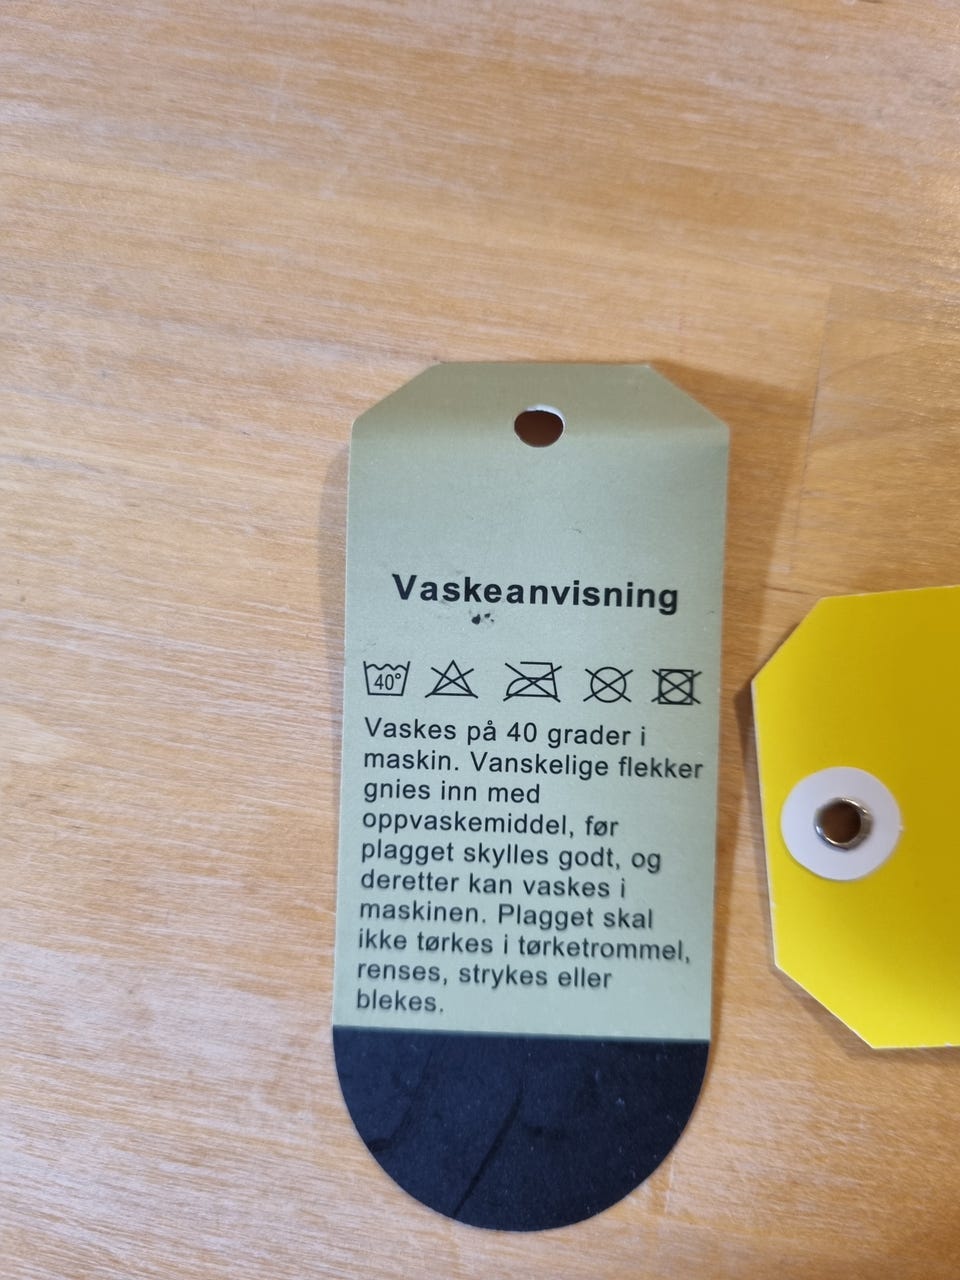 Vaskeanvisning
40°
Vaskes på 40 grader i
maskin. Vanskelige flekker
gnies inn med
oppvaskemiddel, før
plagget skylles godt, og
deretter kan vaskes i
maskinen. Plagget skal
ikke tørkes i tørketrommel,
renses, strykes eller
blekes.